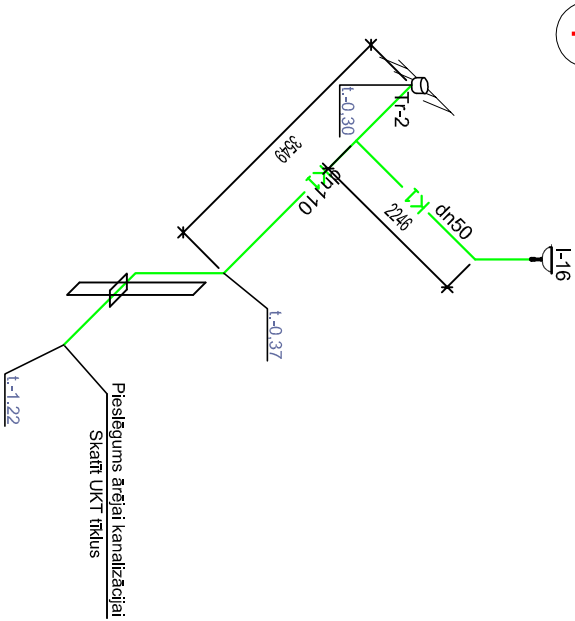 I-16
dn50
K1
2246
Tr-2
t.-0,30
3549
dn110
K1
t.-0,37
t.-1.22
Pieslēgums ārējai kanalizācijai
Skatīt UKT tīklus